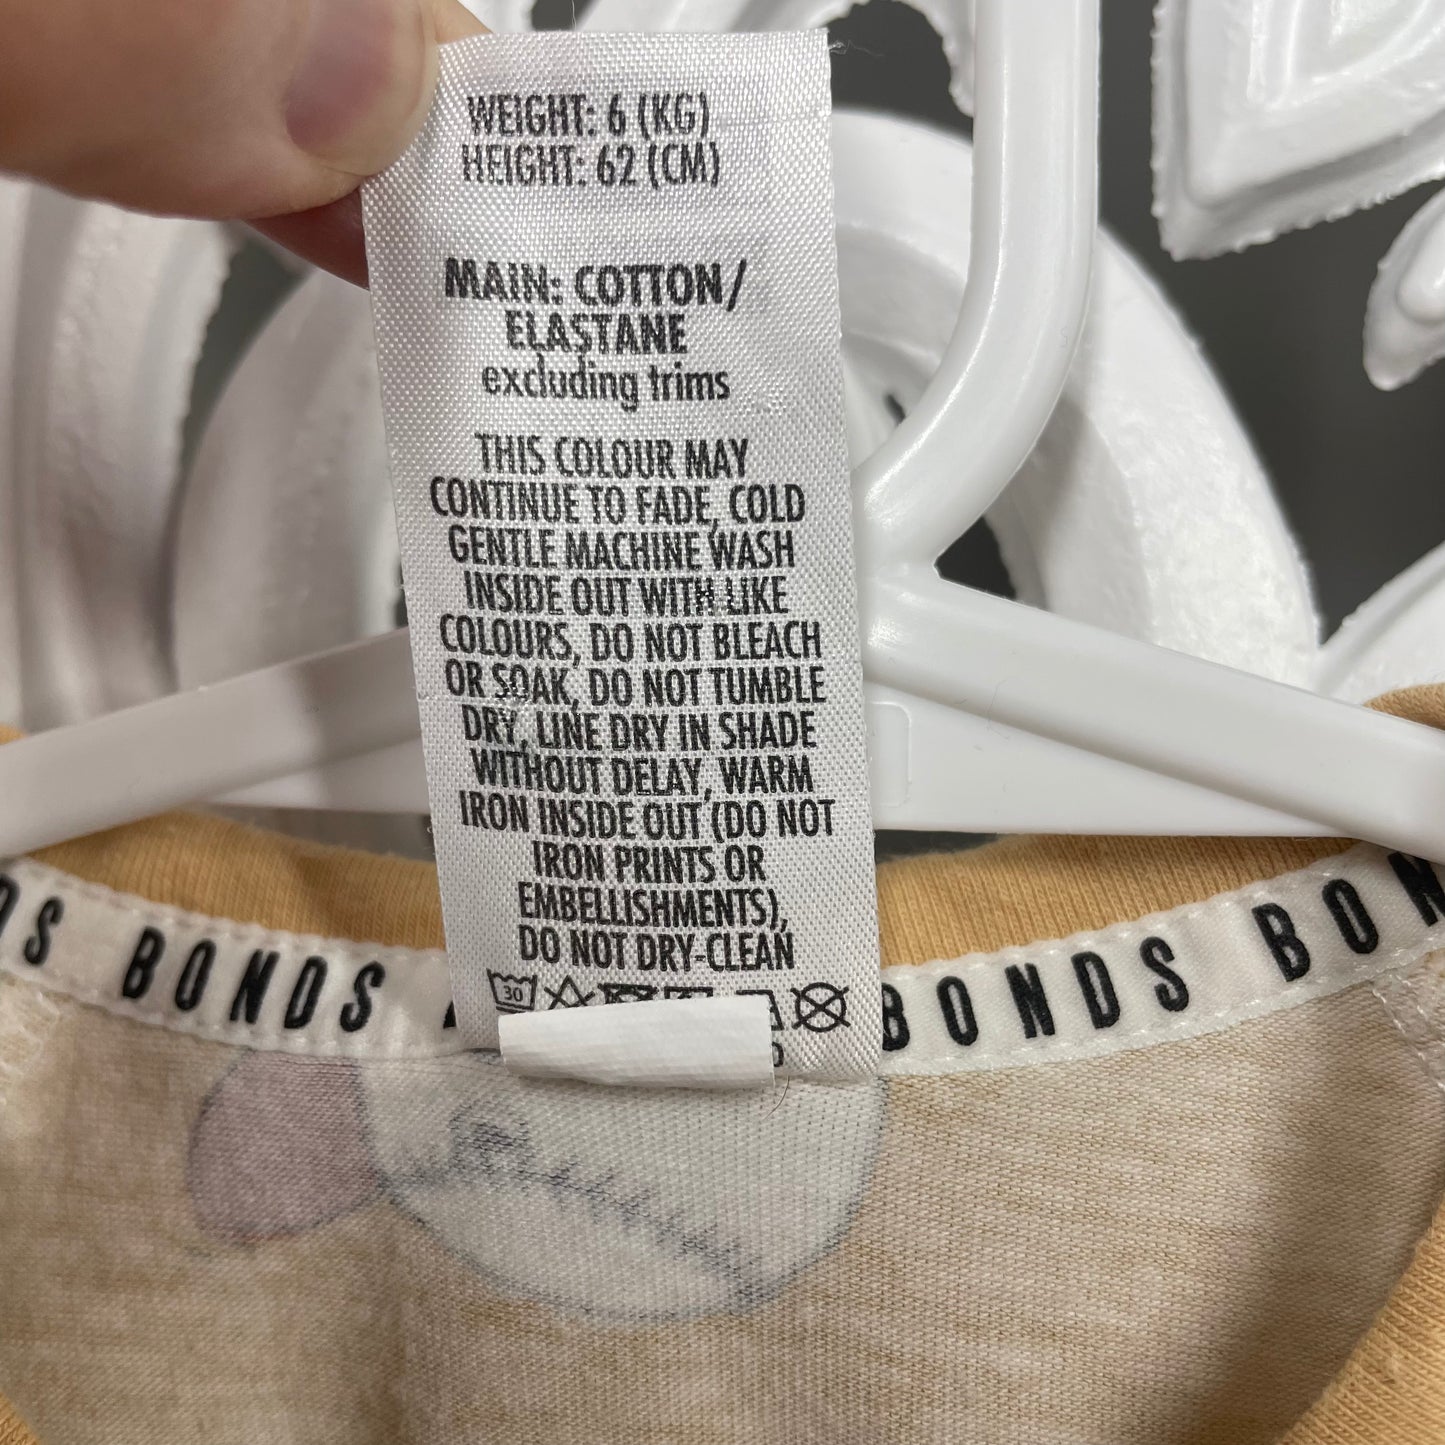 WEIGHT: 6 (KG)
HEIGHT: 62 (CM)
MAIN: COTTON/
ELASTANE
excluding trims
THIS COLOUR MAY
CONTINUE TO FADE, COLD
GENTLE MACHINE WASH
INSIDE OUT WITH LIKE
COLOURS, DO NOT BLEACH
OR SOAK, DO NOT TUMBLE
DRY, LINE DRY IN SHADE
WITHOUT DELAY, WARM
IRON INSIDE OUT (DO NOT
IRON PRINTS OR
EMBELLISHMENTS),
DO NOT DRY-CLEAN
30
DS BONDS BONDS BON